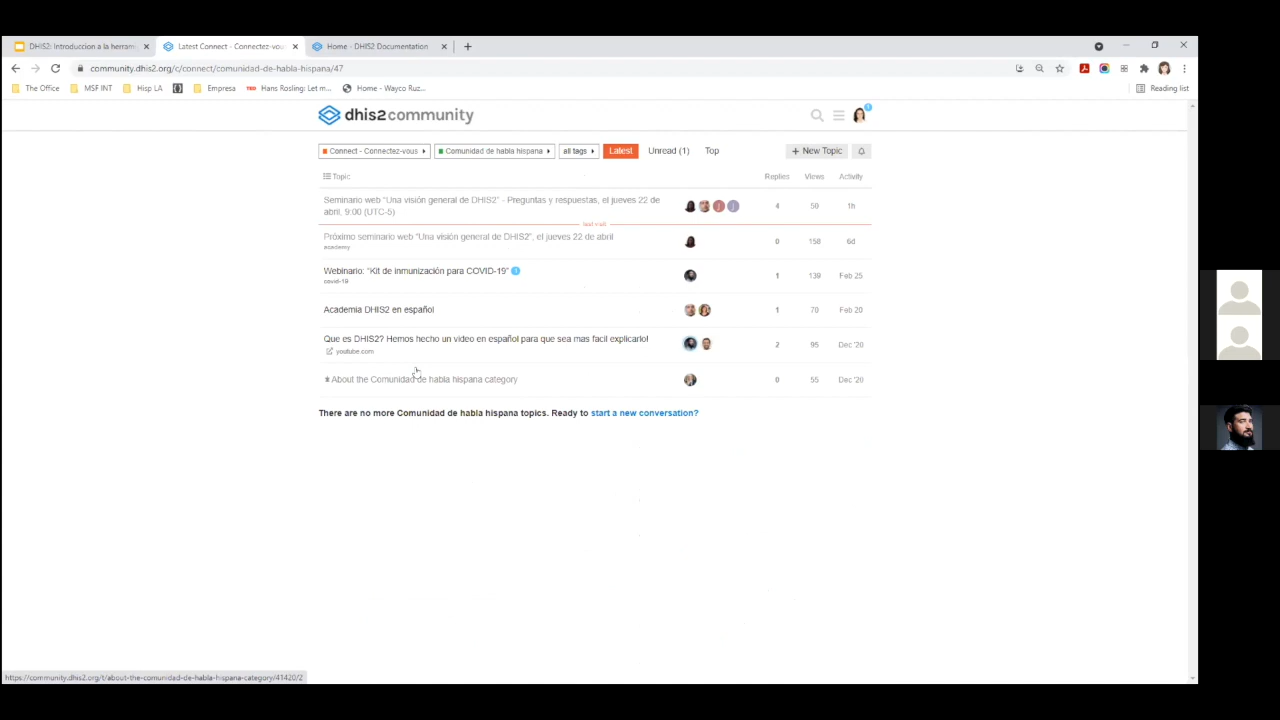 DHIS2: Introduccion a la herrami
Latest Connect - Connectez-vou
Home - DHIS2 Documentation
community.dhis2.org/c/connect/comunidad-de-habla-hispana/47
The Office
MSF INT
Hisp LA
Empresa
TED
Hans Rosling: Let m...
Home - Wayco Ruz...
Reading list
dhis2community
1
Connect - Connectez-vous
Comunidad de habla hispana
all tags
Latest
Unread (1)
Top
+ New Topic
Topic
Replies
Views
Activity
Seminario web "Una visión general de DHIS2" - Preguntas y respuestas, el jueves 22 de
abril, 9:00 (UTC-5)
4
50
1h
last visit
Próximo seminario web "Una visión general de DHIS2", el jueves 22 de abril
academy
0
158
6d
Webinario: "Kit de inmunización para COVID-19"
1
covid-19
1
139
Feb 25
Academia DHIS2 en español
1
70
Feb 20
Que es DHIS2? Hemos hecho un video en español para que sea mas facil explicarlo!
youtube.com
2
95
Dec '20
About the Comunidad de habla hispana category
0
55
Dec '20
There are no more Comunidad de habla hispana topics. Ready to start a new conversation?
https://community.dhis2.org/t/about-the-comunidad-de-habla-hispana-category/41420/2